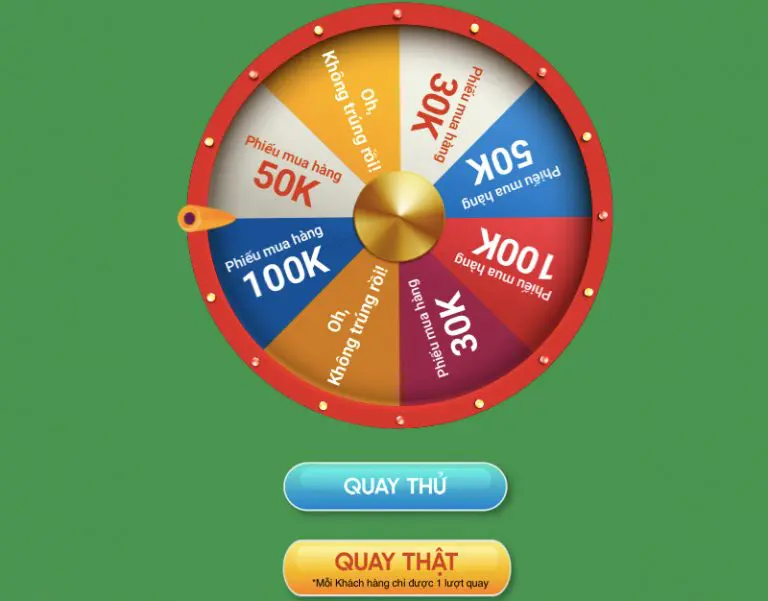 Oh,
Không trúng rồi!
Phiếu mua hàng
30K
Phiếu mua hàng
50K
Phiếu mua hàng
100K
Phiếu mua hàng
30K
Oh,
Không trúng rồi!
Phiếu mua hàng
100K
Phiếu mua hàng
50K
QUAY THỬ
QUAY THẬT
*Mỗi Khách hàng chỉ được 1 lượt quay